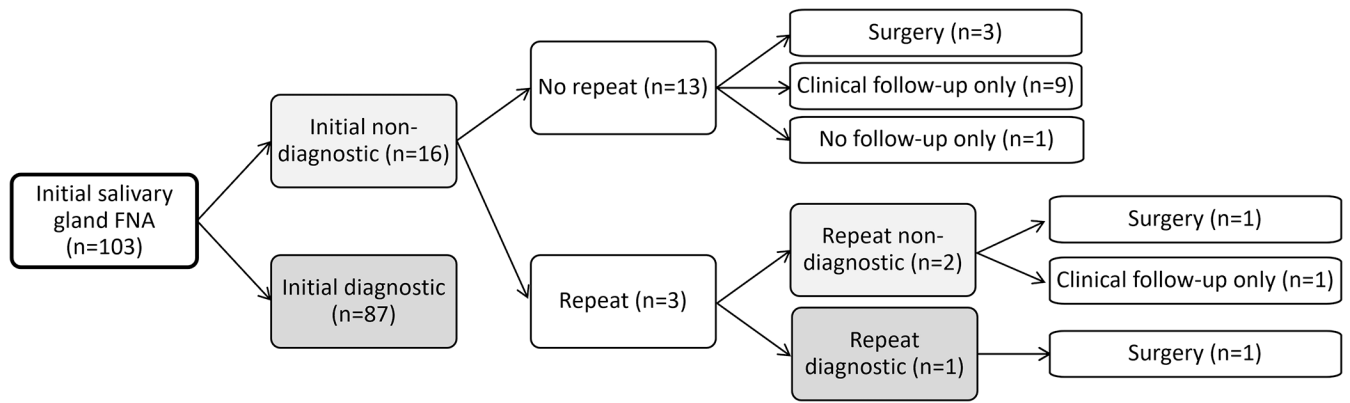 Initial salivary
gland FNA
(n=103)
Initial non-
diagnostic (n=16)
Initial diagnostic
(n=87)
No repeat (n=13)
Surgery (n=3)
Clinical follow-up only (n=9)
No follow-up only (n=1)
Repeat (n=3)
Repeat non-
diagnostic (n=2)
Surgery (n=1)
Clinical follow-up only (n=1)
Repeat
diagnostic (n=1)
Surgery (n=1)